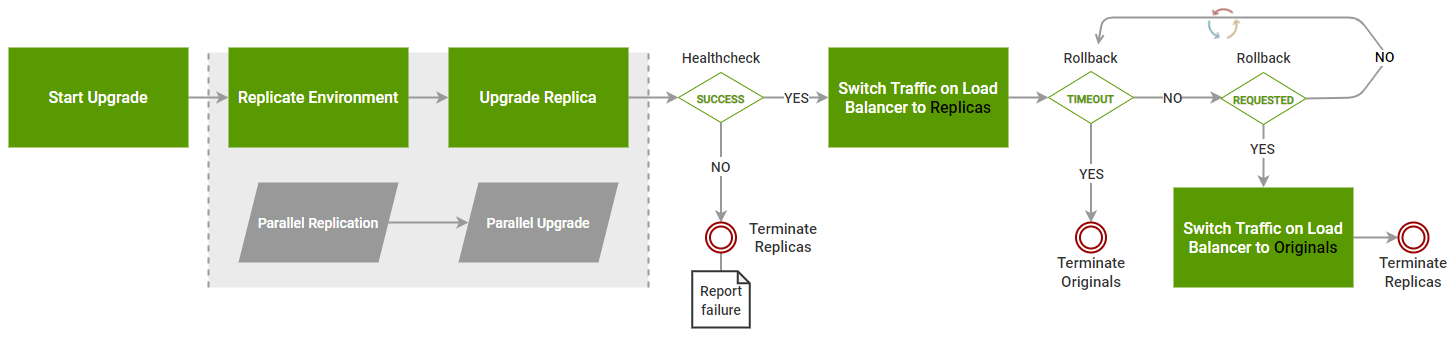 Start Upgrade
Replicate Environment
Upgrade Replica
Parallel Replication
Parallel Upgrade
Healthcheck
SUCCESS
YES
NO
Terminate
Replicas
Report
failure
Switch Traffic on Load
Balancer to Replicas
Rollback
TIMEOUT
NO
YES
Terminate
Originals
Rollback
REQUESTED
NO
YES
Switch Traffic on Load
Balancer to Originals
Terminate
Replicas